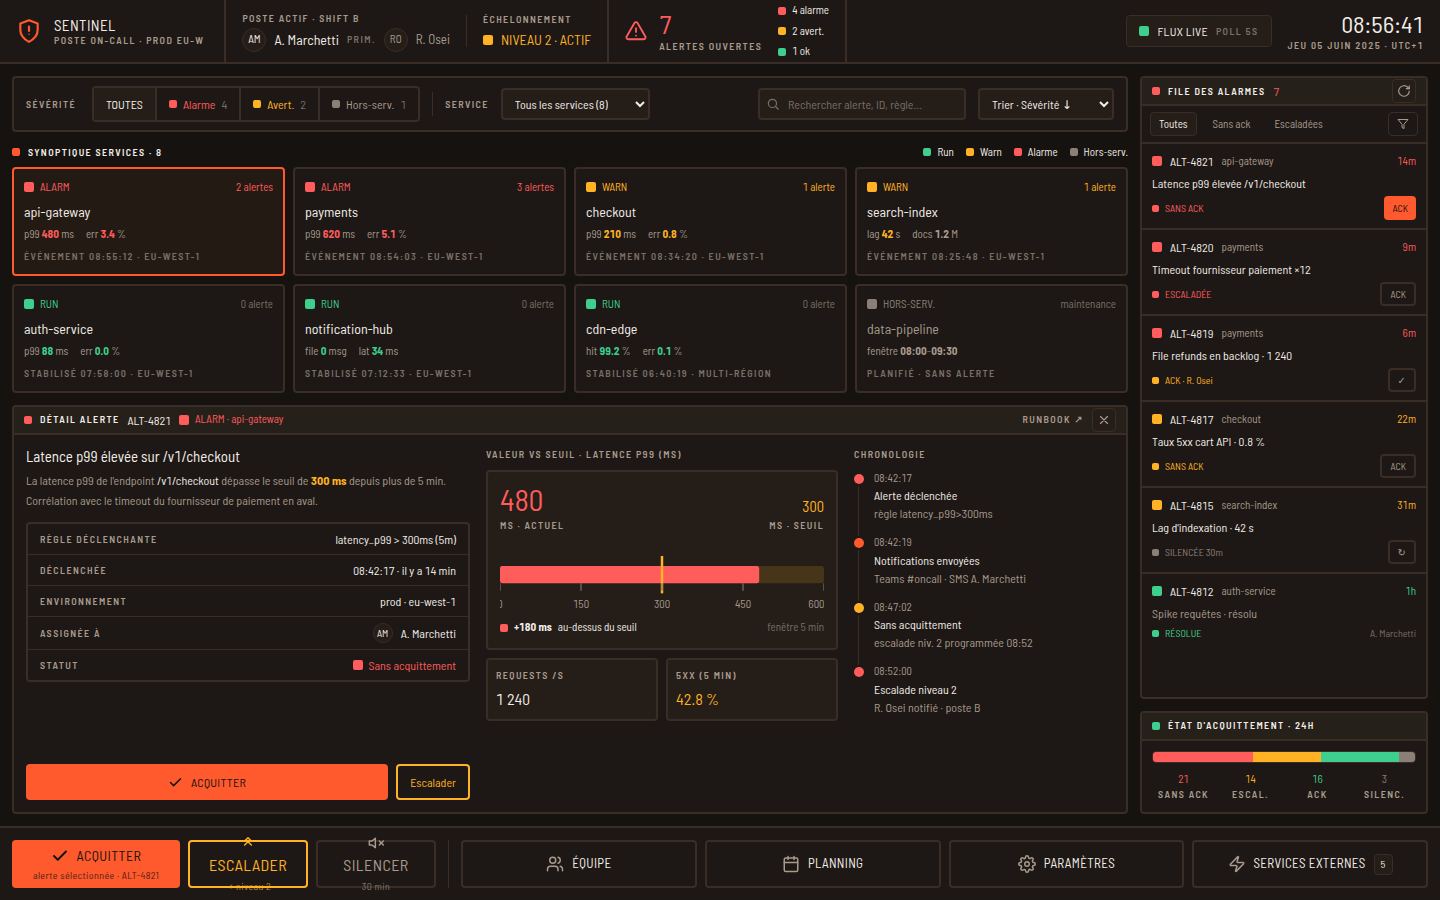 SENTINEL
POSTE ON-CALL · PROD EU-W
POSTE ACTIF · SHIFT B
AM A. Marchetti PRIM. RO R. Osei
ÉCHELONNEMENT
NIVEAU 2 · ACTIF
7
ALERTES OUVERTES
4 alarme
2 avert.
1 ok
FLUX LIVE POLL 5S
08:56:41
JEU 05 JUIN 2025 · UTC+1
SÉVÉRITÉ TOUTES Alarme 4 Avert. 2 Hors-serv. 1 SERVICE Tous les services (8) Rechercher alerte, ID, règle... Trier · Sévérité ↓
SYNOPTIQUE SERVICES · 8 Run Warn Alarme Hors-serv.
ALARM 2 alertes
api-gateway
p99 480 ms err 3.4 %
ÉVÉNEMENT 08:55:12 · EU-WEST-1
ALARM 3 alertes
payments
p99 620 ms err 5.1 %
ÉVÉNEMENT 08:54:03 · EU-WEST-1
WARN 1 alerte
checkout
p99 210 ms err 0.8 %
ÉVÉNEMENT 08:34:20 · EU-WEST-1
WARN 1 alerte
search-index
lag 42 s docs 1.2 M
ÉVÉNEMENT 08:25:48 · EU-WEST-1
RUN 0 alerte
auth-service
p99 88 ms err 0.0 %
STABILISÉ 07:58:00 · EU-WEST-1
RUN 0 alerte
notification-hub
file 0 msg lat 34 ms
STABILISÉ 07:12:33 · EU-WEST-1
RUN 0 alerte
cdn-edge
hit 99.2 % err 0.1 %
STABILISÉ 06:40:19 · MULTI-RÉGION
HORS-SERV. maintenance
data-pipeline
fenêtre 08:00-09:30
PLANIFIÉ · SANS ALERTE
DÉTAIL ALERTE ALT-4821 ALARM · api-gateway RUNBOOK ↗
Latence p99 élevée sur /v1/checkout
La latence p99 de l'endpoint /v1/checkout dépasse le seuil de 300 ms depuis plus de 5 min.
Corrélation avec le timeout du fournisseur de paiement en aval.
RÈGLE DÉCLENCHANTE latency_p99 > 300ms (5m)
DÉCLENCHÉE 08:42:17 · il y a 14 min
ENVIRONNEMENT prod · eu-west-1
ASSIGNÉE À AM A. Marchetti
STATUT Sans acquittement
ACQUITTER Escalader
VALEUR VS SEUIL · LATENCE P99 (MS)
480 300
MS · ACTUEL MS · SEUIL
0 150 300 450 600
+180 ms au-dessus du seuil fenêtre 5 min
REQUESTS /S
1 240
5XX (5 MIN)
42.8 %
CHRONOLOGIE
08:42:17
Alerte déclenchée
règle latency_p99>300ms
08:42:19
Notifications envoyées
Teams #oncall · SMS A. Marchetti
08:47:02
Sans acquittement
escalade niv. 2 programmée 08:52
08:52:00
Escalade niveau 2
R. Osei notifié · poste B
FILE DES ALARMES 7
Toutes Sans ack Escaladées
ALT-4821 api-gateway 14m
Latence p99 élevée /v1/checkout
SANS ACK ACK
ALT-4820 payments 9m
Timeout fournisseur paiement ×12
ESCALADÉE ACK
ALT-4819 payments 6m
File refunds en backlog · 1 240
ACK · R. Osei ✓
ALT-4817 checkout 22m
Taux 5xx cart API · 0.8 %
SANS ACK ACK
ALT-4815 search-index 31m
Lag d'indexation · 42 s
SILENCÉE 30m ↻
ALT-4812 auth-service 1h
Spike requêtes · résolu
RÉSOLUE A. Marchetti
ÉTAT D'ACQUITTEMENT · 24H
21 14 16 3
SANS ACK ESCAL. ACK SILENC.
ACQUITTER
alerte sélectionnée · ALT-4821
ESCALADER
niveau 2
SILENCER
30 min
ÉQUIPE
PLANNING
PARAMÈTRES
SERVICES EXTERNES 5